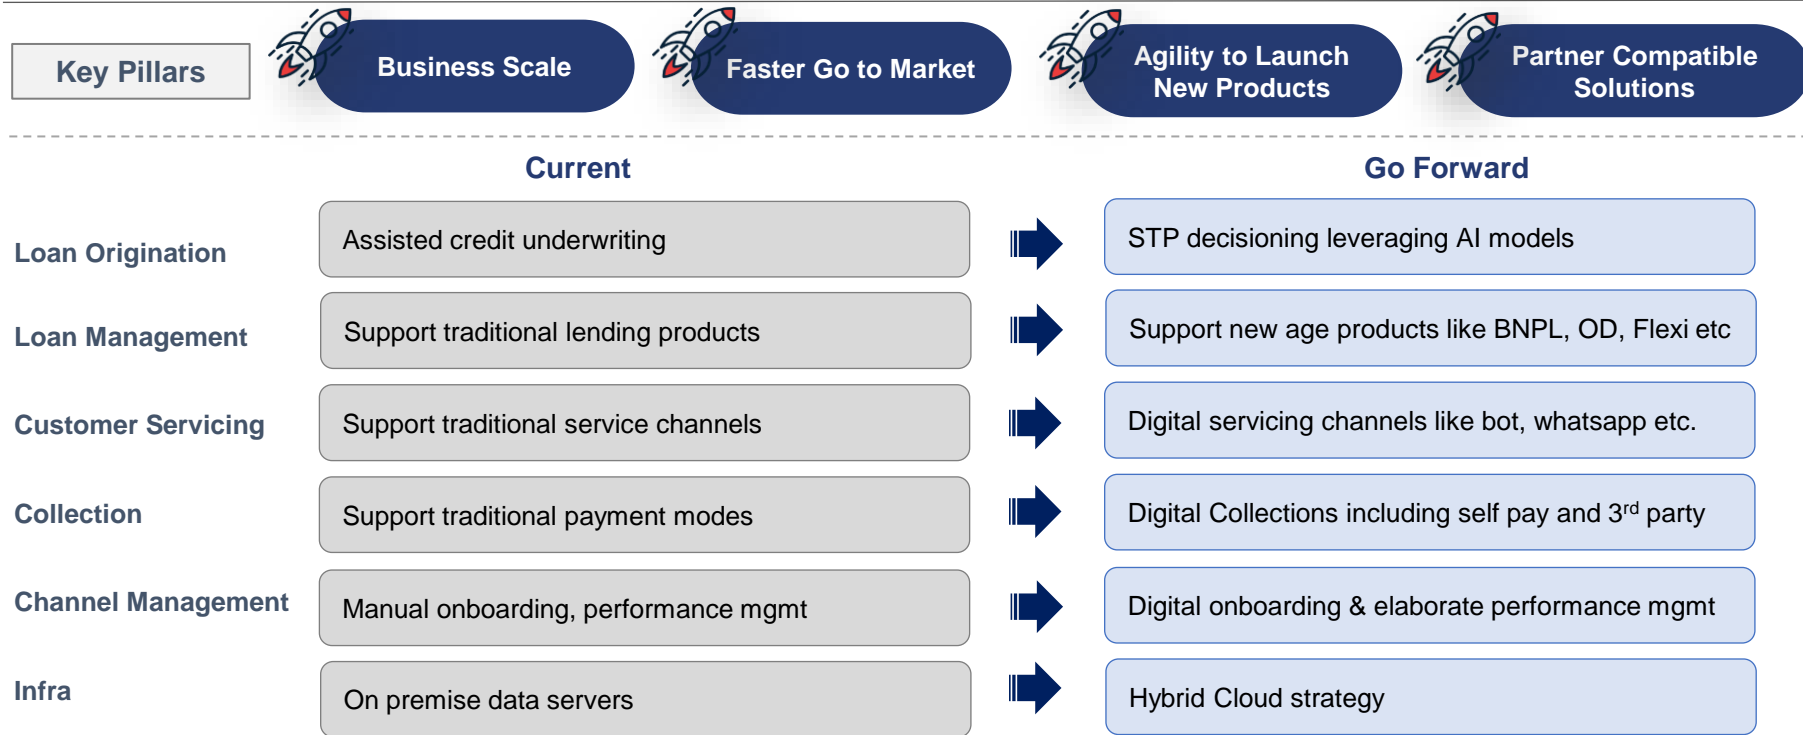 Key Pillars
Business Scale
Faster Go to Market
Agility to Launch
New Products
Partner Compatible
Solutions
Current
Go Forward
Loan Origination
Assisted credit underwriting
STP decisioning leveraging AI models
Loan Management
Support traditional lending products
Support new age products like BNPL, OD, Flexi etc
Customer Servicing
Support traditional service channels
Digital servicing channels like bot, whatsapp etc.
Collection
Support traditional payment modes
Digital Collections including self pay and 3rd party
Channel Management
Manual onboarding, performance mgmt
Digital onboarding & elaborate performance mgmt
Infra
On premise data servers
Hybrid Cloud strategy